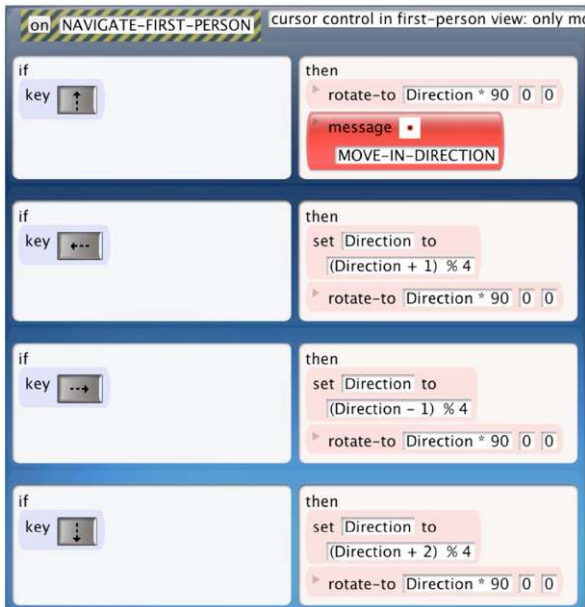 on NAVIGATE-FIRST-PERSON cursor control in first-person view: only mo
if
key
then
rotate-to Direction * 90 0 0
message
MOVE-IN-DIRECTION
if
key
then
set Direction to
(Direction + 1) % 4
rotate-to Direction * 90 0 0
if
key
then
set Direction to
(Direction - 1) % 4
rotate-to Direction * 90 0 0
if
key
then
set Direction to
(Direction + 2) % 4
rotate-to Direction * 90 0 0